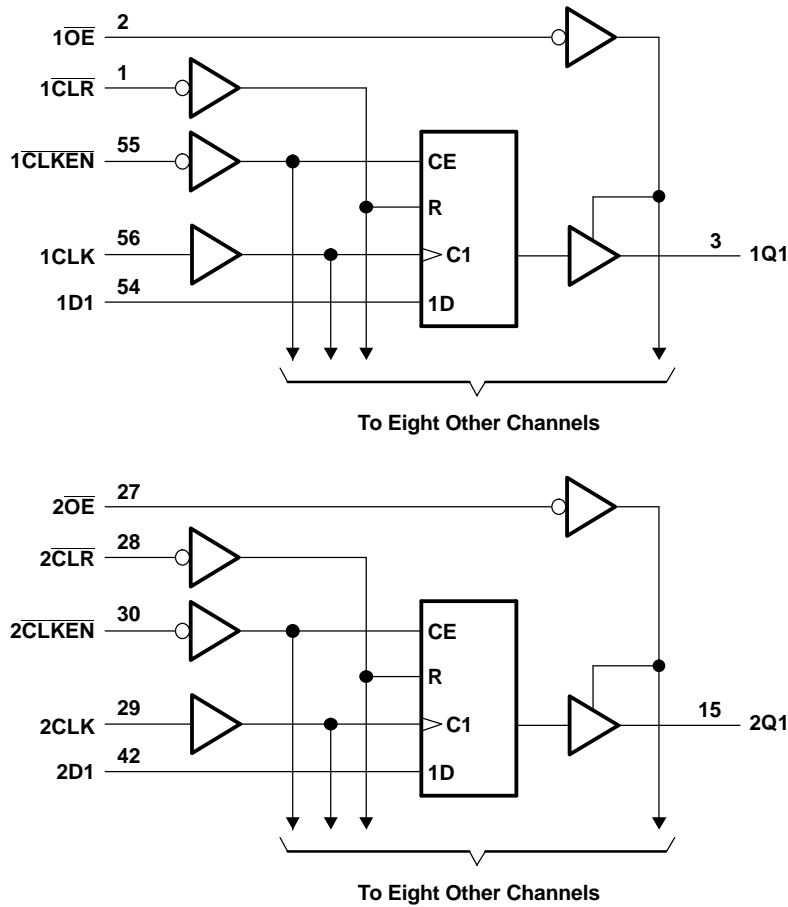 1OE 2
1CLR 1
1CLKEN 55
CE
R
1CLK 56
C1
3 1Q1
1D1 54
1D
To Eight Other Channels
2OE 27
2CLR 28
2CLKEN 30
CE
R
2CLK 29
C1
15 2Q1
2D1 42
1D
To Eight Other Channels